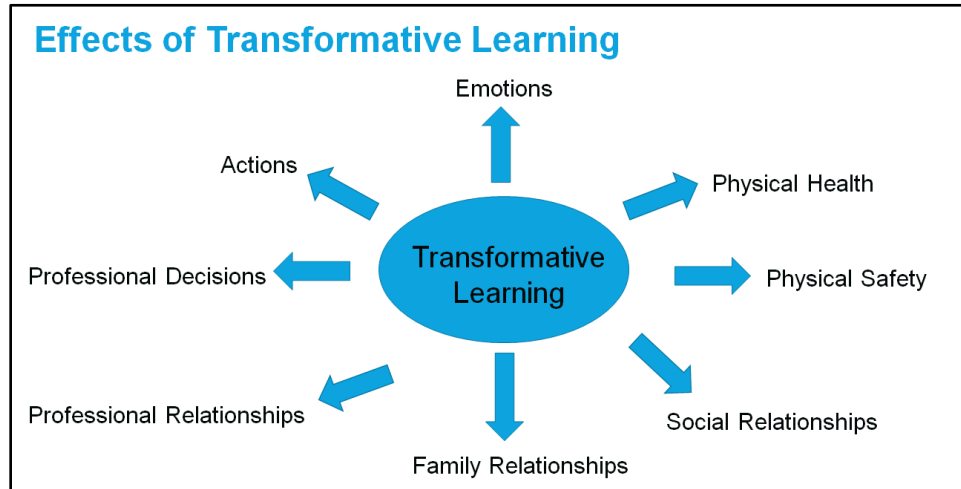 Effects of Transformative Learning
Emotions
Actions
Physical Health
Transformative
Learning
Professional Decisions
Physical Safety
Professional Relationships
Social Relationships
Family Relationships